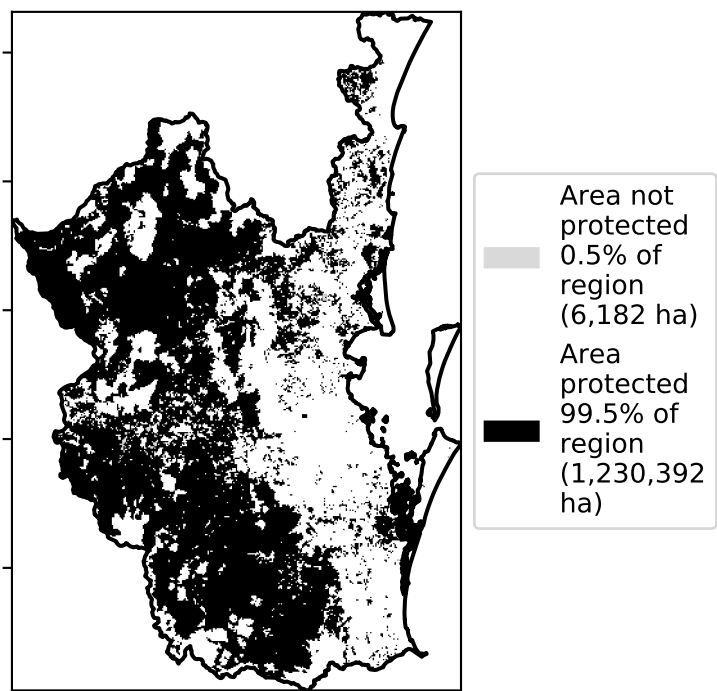 Area not
protected
0.5% of
region
(6,182 ha)
Area
protected
99.5% of
region
(1,230,392
ha)